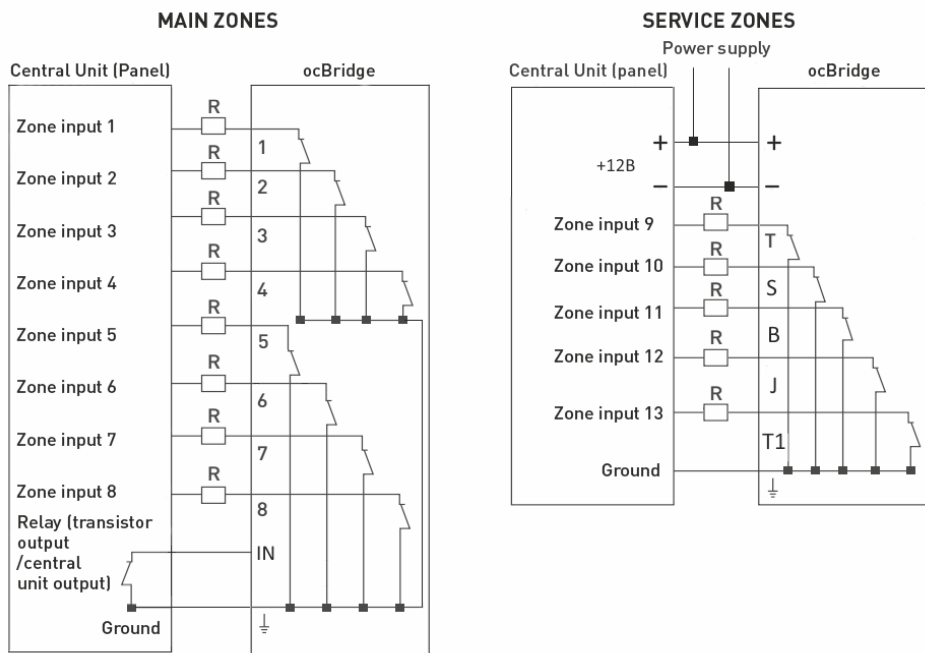 MAIN ZONES
Central Unit (Panel)
ocBridge
Zone input 1
R
1
Zone input 2
R
2
Zone input 3
R
3
Zone input 4
R
4
Zone input 5
R
5
Zone input 6
R
6
Zone input 7
R
7
Zone input 8
R
8
Relay (transistor
output
/central
unit output)
IN
Ground
SERVICE ZONES
Power supply
Central Unit (panel)
ocBridge
+
+
+12B
−
−
Zone input 9
R
T
Zone input 10
R
S
Zone input 11
R
B
Zone input 12
R
J
Zone input 13
R
T1
Ground